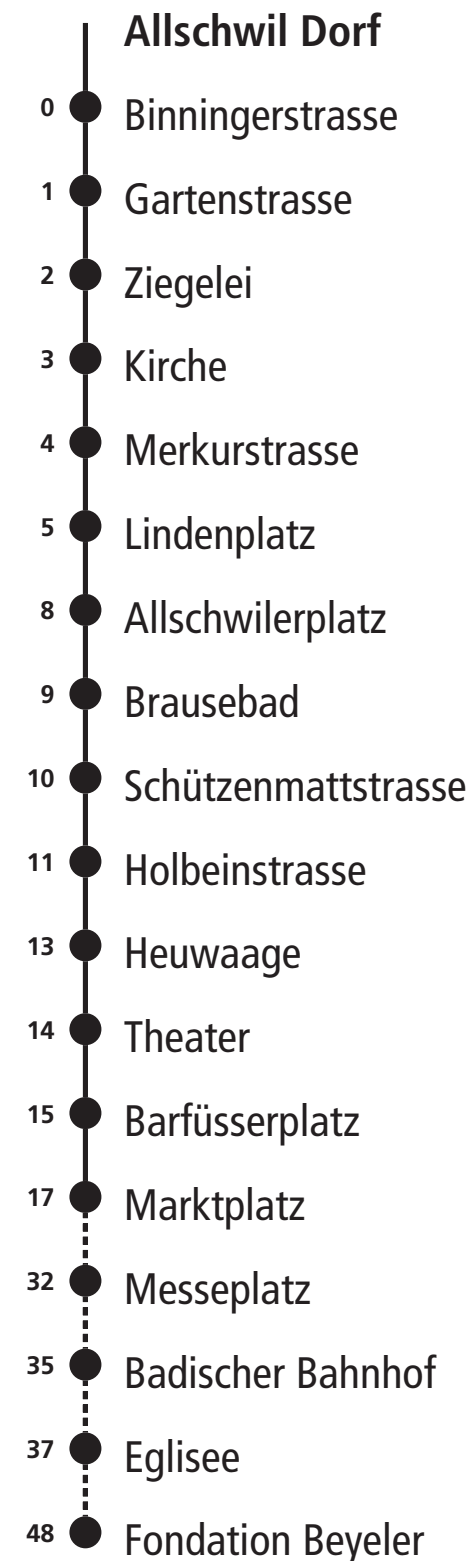 Allschwil Dorf
0 Binningerstrasse
1 Gartenstrasse
2 Ziegelei
3 Kirche
4 Merkurstrasse
5 Lindenplatz
8 Allschwilerplatz
9 Brausebad
10 Schützenmattstrasse
11 Holbeinstrasse
13 Heuwaage
14 Theater
15 Barfüsserplatz
17 Marktplatz
32 Messeplatz
35 Badischer Bahnhof
37 Eglisee
48 Fondation Beyeler